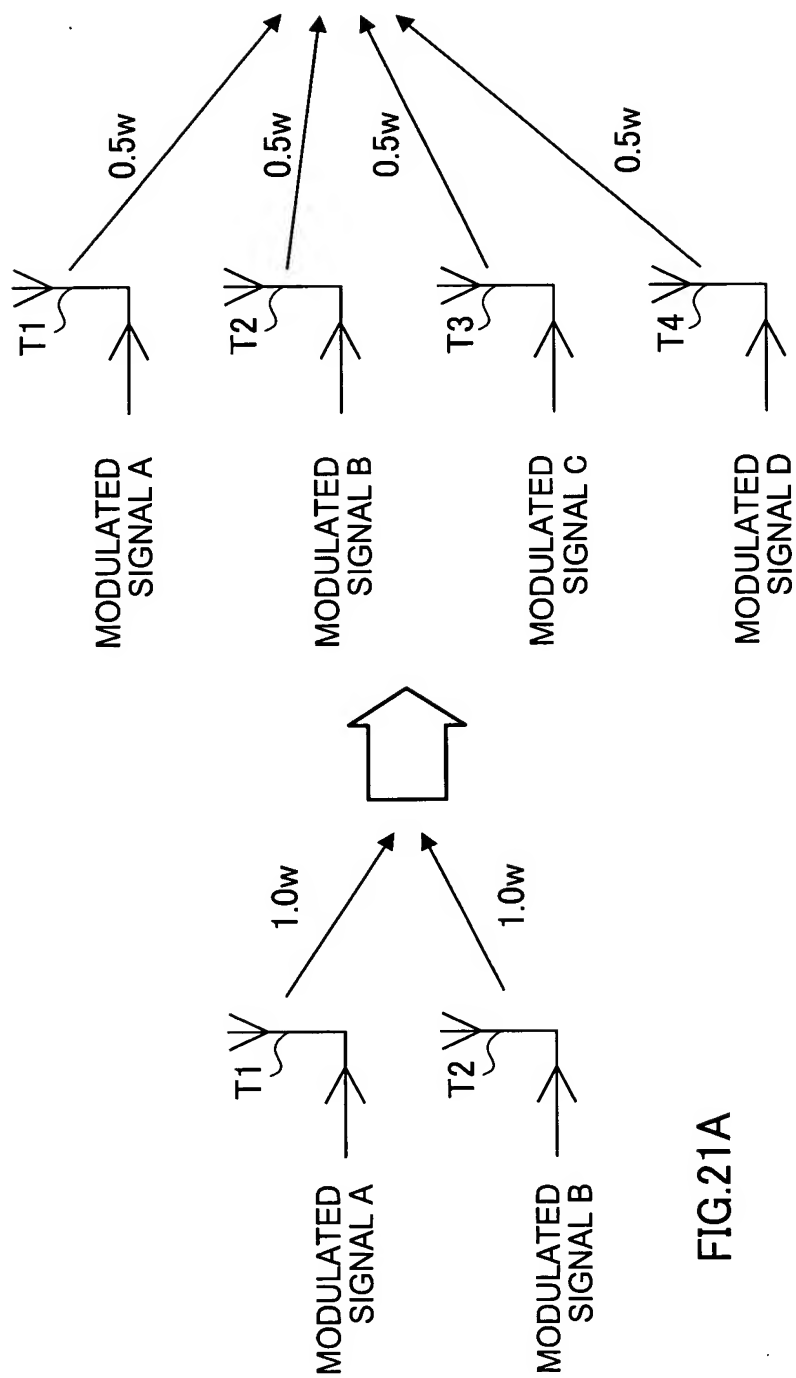 MODULATED
SIGNAL A
T1
1.0w
MODULATED
SIGNAL B
T2
1.0w
MODULATED
SIGNAL A
T1
0.5w
MODULATED
SIGNAL B
T2
0.5w
MODULATED
SIGNAL C
T3
0.5w
MODULATED
SIGNAL D
T4
0.5w
FIG.21A